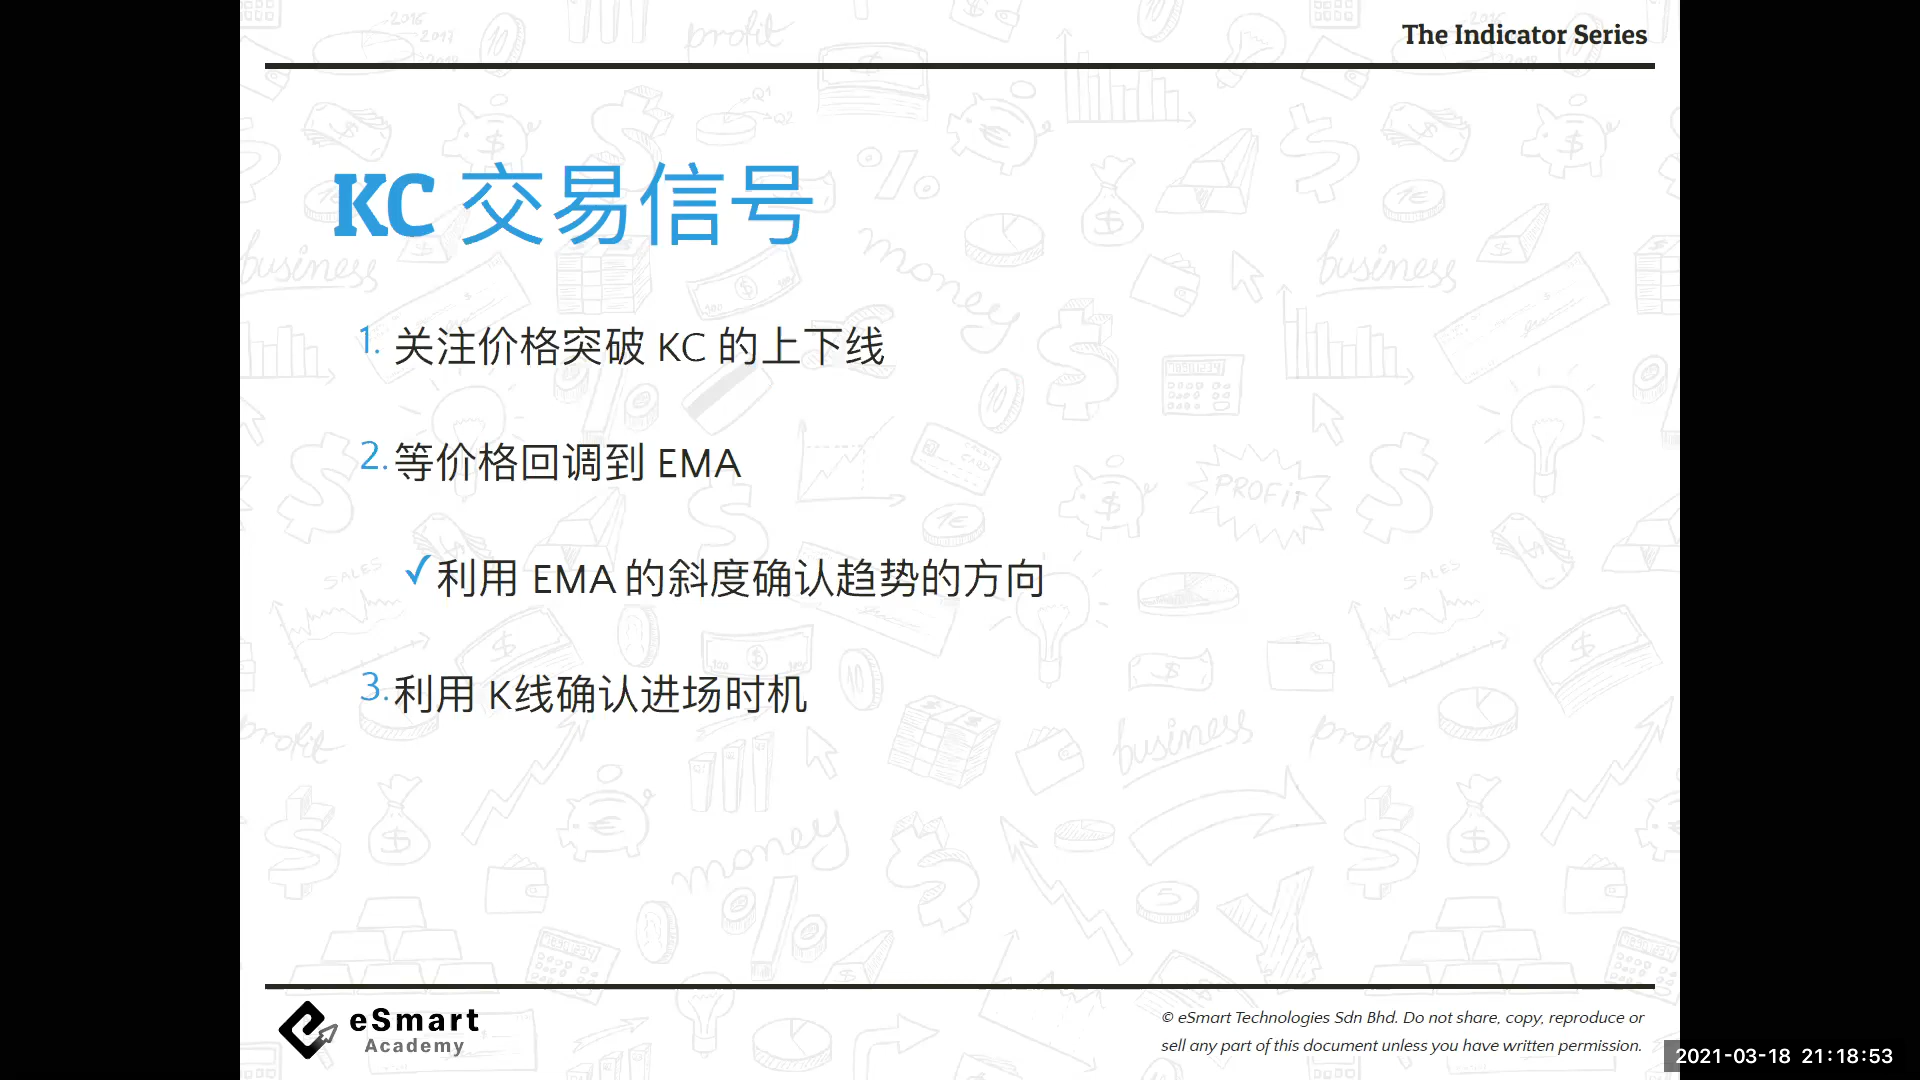 The Indicator Series
KC 交易信号
1. 关注价格突破 KC 的上下线
2. 等价格回调到 EMA
✓利用 EMA 的斜度确认趋势的方向
3. 利用 K线确认进场时机
eSmart
Academy
© eSmart Technologies Sdn Bhd. Do not share, copy, reproduce or
sell any part of this document unless you have written permission.
2021-03-18 21:18:53